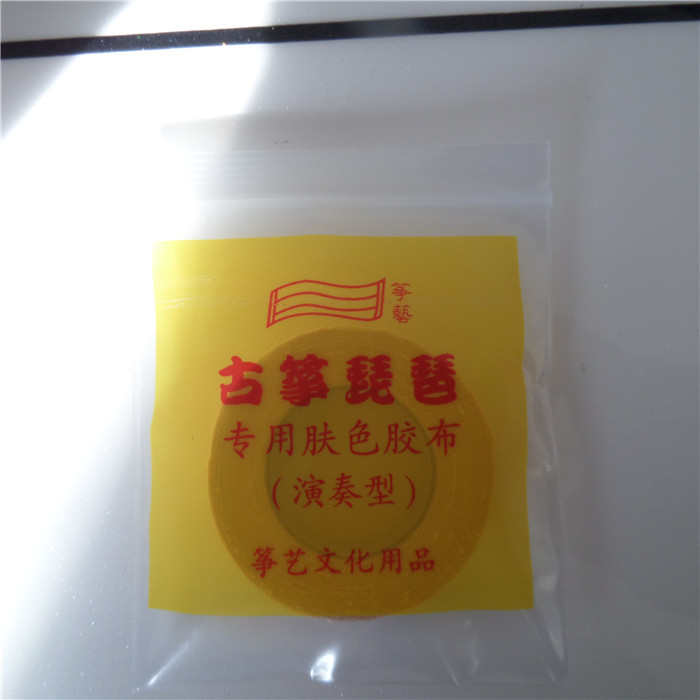 筝藝
古筝琵琶
专用肤色胶布
（演奏型）
筝艺文化用品